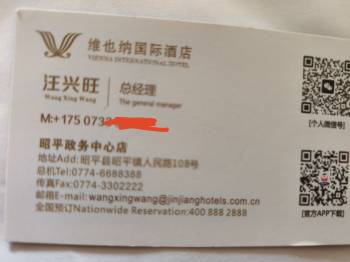 维也纳国际酒店
VIENNA INTERNATIONAL HOTEL
汪兴旺
Wang Xing Wang
总经理
The general manager
M:+175 073
[个人微信号]
昭平政务中心店
地址Add:昭平县昭平镇人民路108号
总机Tel:0774-6688388
传真Fax:0774-3302222
邮箱E-mail:wangxingwang@jinjianghotels.com.cn
全国预订Nationwide Reservation:400 888 2888
[官方APP下载]